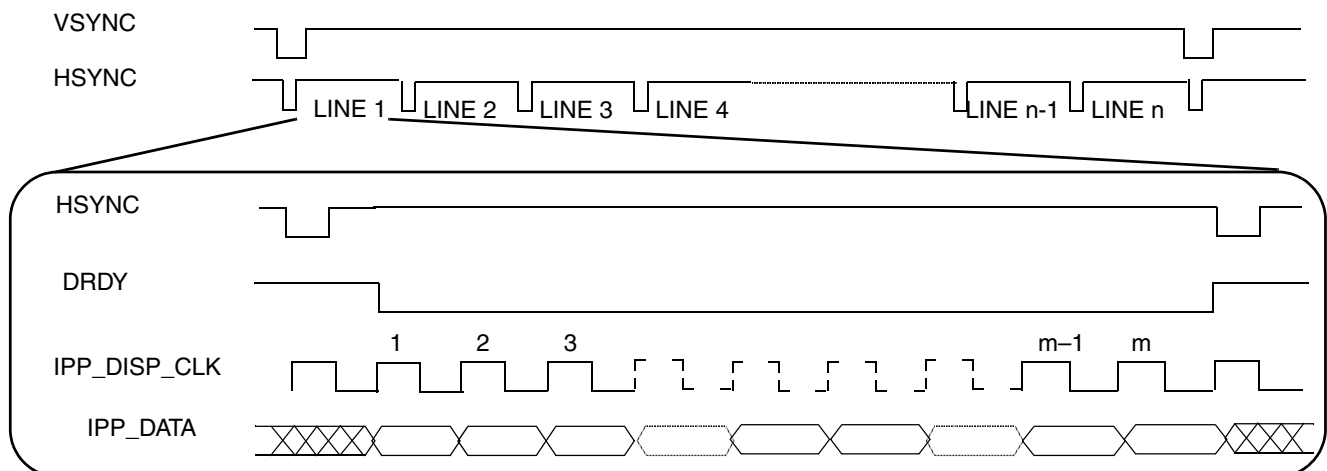 VSYNC
HSYNC
LINE 1 LINE 2 LINE 3 LINE 4 LINE n-1 LINE n
HSYNC
DRDY
1 2 3 m–1 m
IPP_DISP_CLK
IPP_DATA